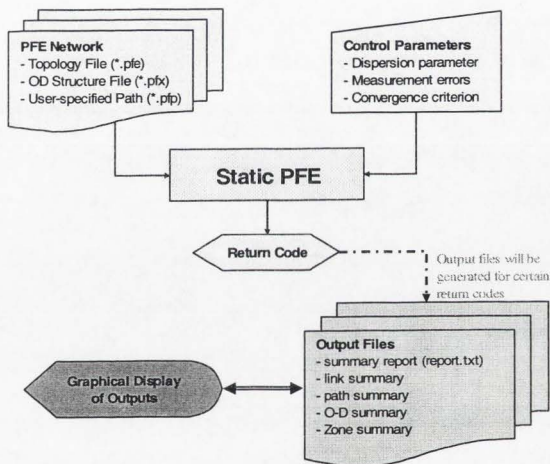 PFE Network
- Topology File (*.pfe)
- OD Structure File (*.pfx)
- User-specified Path (*.pfp)
Control Parameters
- Dispersion parameter
- Measurement errors
- Convergence criterion
Static PFE
Return Code
Output files will be
generated for certain
return codes
Output Files
- summary report (report.txt)
- link summary
- path summary
- O-D summary
- Zone summary
Graphical Display
of Outputs